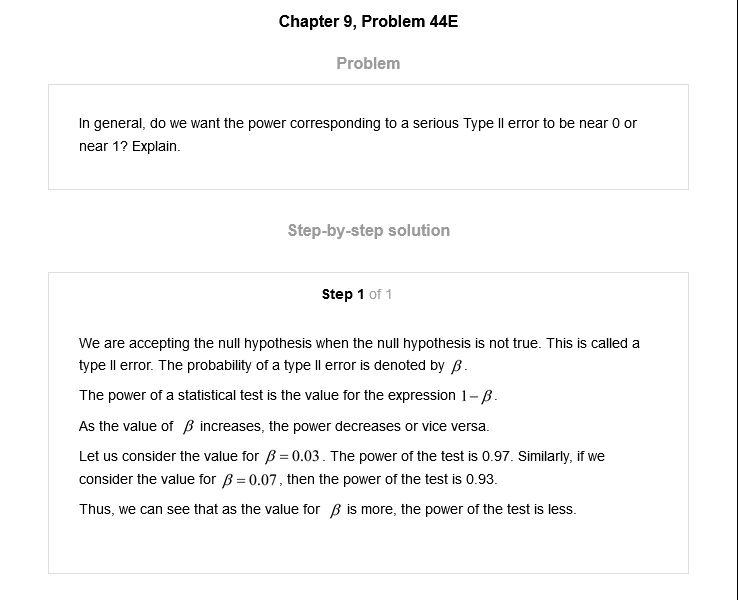 Chapter 9, Problem 44E
Problem
In general, do we want the power corresponding to a serious Type II error to be near 0 or
near 1? Explain.
Step-by-step solution
Step 1 of 1
We are accepting the null hypothesis when the null hypothesis is not true. This is called a
type II error. The probability of a type II error is denoted by β.
The power of a statistical test is the value for the expression 1−β.
As the value of β increases, the power decreases or vice versa.
Let us consider the value for β=0.03. The power of the test is 0.97. Similarly, if we
consider the value for β=0.07, then the power of the test is 0.93.
Thus, we can see that as the value for β is more, the power of the test is less.